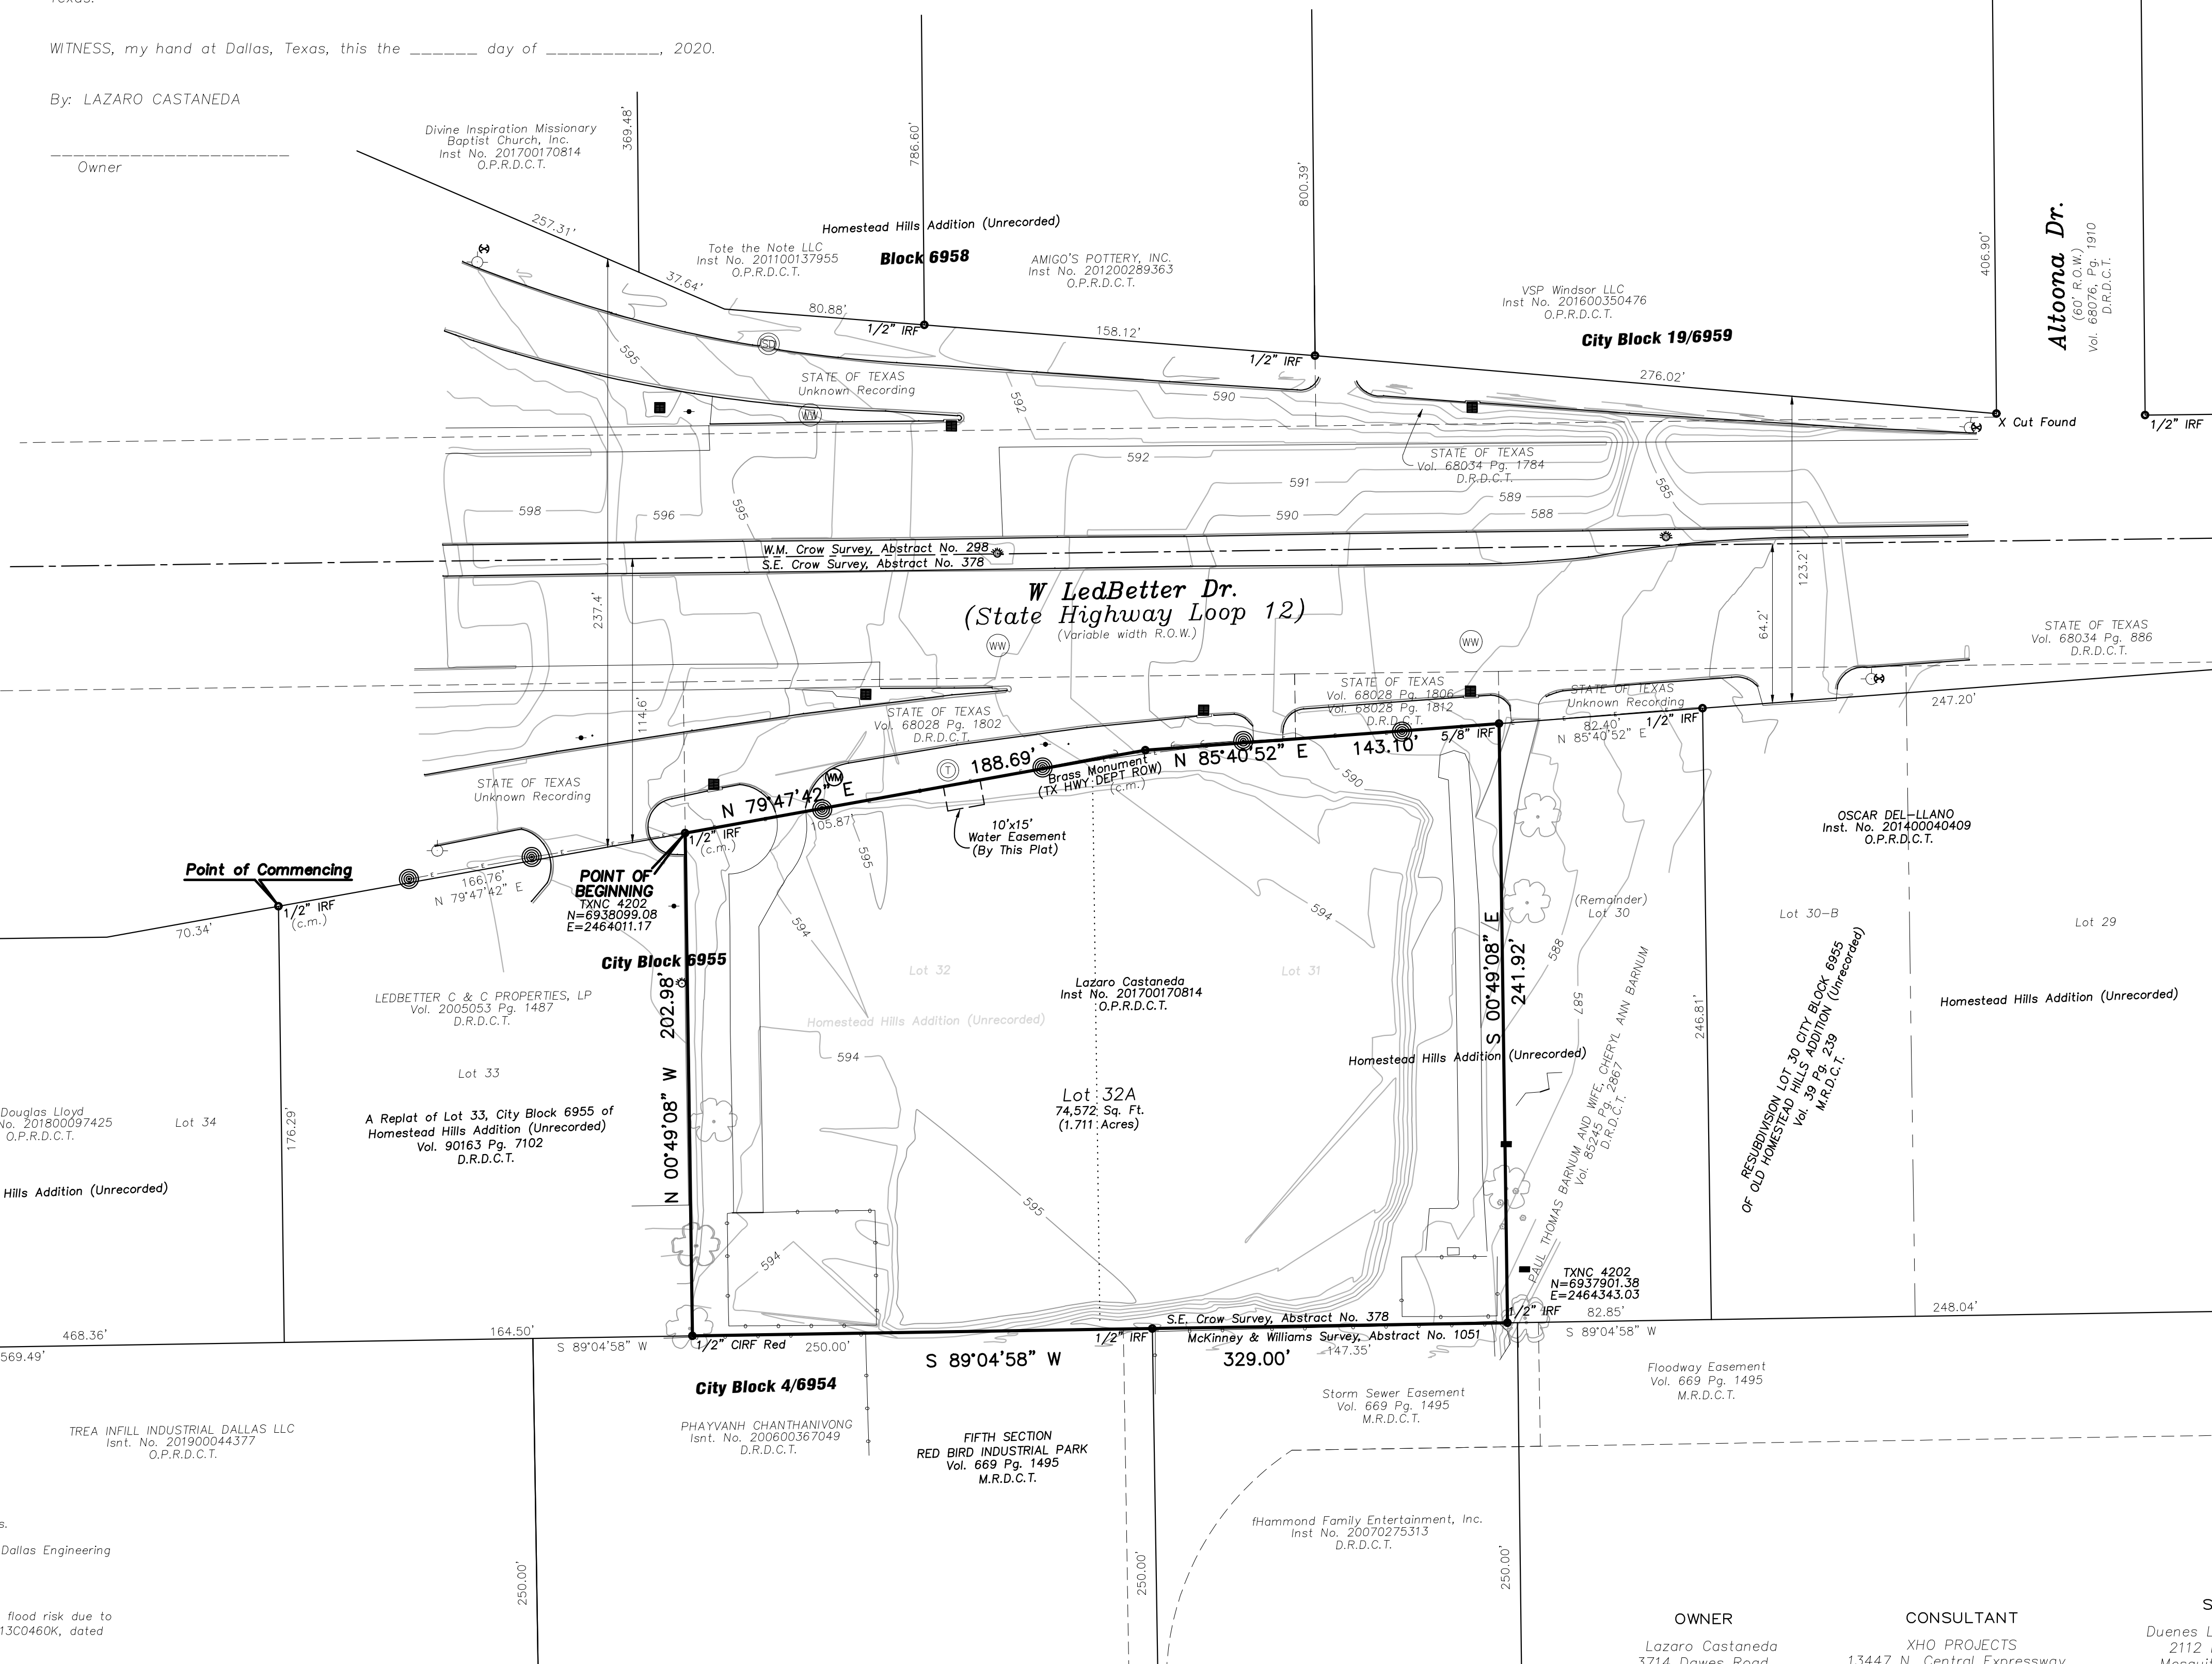 Texas.
WITNESS, my hand at Dallas, Texas, this the ______ day of __________, 2020.
By: LAZARO CASTANEDA
_____________________
Owner
Divine Inspiration Missionary
Baptist Church, Inc.
Inst No. 201700170814
O.P.R.D.C.T.
369.48'
786.60'
800.39'
406.90'
257.31'
37.64'
Homestead Hills Addition (Unrecorded)
Tote the Note LLC
Inst No. 201100137955
O.P.R.D.C.T.
Block 6958
AMIGO'S POTTERY, INC.
Inst No. 201200289363
O.P.R.D.C.T.
VSP Windsor LLC
Inst No. 201600350476
O.P.R.D.C.T.
City Block 19/6959
Altoona Dr.
(60' R.O.W.)
Vol. 68076, Pg. 1910
D.R.D.C.T.
80.88'
1/2" IRF
158.12'
1/2" IRF
276.02'
X Cut Found
1/2" IRF
SD
595
STATE OF TEXAS
Unknown Recording
WW
592
590
STATE OF TEXAS
Vol. 68034 Pg. 1784
D.R.D.C.T.
592
591
590
589
588
585
598
596
595
W.M. Crow Survey, Abstract No. 298
S.E. Crow Survey, Abstract No. 378
W LedBetter Dr.
(State Highway Loop 12)
(Variable width R.O.W.)
237.4'
114.6'
64.2'
123.2'
WW
WW
STATE OF TEXAS
Vol. 68034 Pg. 886
D.R.D.C.T.
STATE OF TEXAS
Vol. 68028 Pg. 1802
D.R.D.C.T.
STATE OF TEXAS
Vol. 68028 Pg. 1806
Vol. 68028 Pg. 1812
D.R.D.C.T.
STATE OF TEXAS
Unknown Recording
82.40'
N 85°40'52" E
1/2" IRF
247.20'
5/8" IRF
STATE OF TEXAS
Unknown Recording
WM
T
N 79°47'42" E
188.69'
105.87'
Brass Monument
(TX HWY DEPT ROW)
(c.m.)
N 85°40'52" E
143.10'
590
10'x15'
Water Easement
(By This Plat)
595
1/2" IRF
(c.m.)
Point of Commencing
1/2" IRF
(c.m.)
166.76'
N 79°47'42" E
70.34'
POINT OF
BEGINNING
TXNC 4202
N=6938099.08
E=2464011.17
City Block 6955
OSCAR DEL-LLANO
Inst. No. 201400040409
O.P.R.D.C.T.
(Remainder)
Lot 30
Lot 30-B
Lot 29
594
594
588
587
Lot 32
Lot 31
Homestead Hills Addition (Unrecorded)
Lazaro Castaneda
Inst No. 201700170814
O.P.R.D.C.T.
594
Homestead Hills Addition (Unrecorded)
Homestead Hills Addition (Unrecorded)
LEDBETTER C & C PROPERTIES, LP
Vol. 2005053 Pg. 1487
D.R.D.C.T.
Lot 33
A Replat of Lot 33, City Block 6955 of
Homestead Hills Addition (Unrecorded)
Vol. 90163 Pg. 7102
D.R.D.C.T.
Douglas Lloyd
No. 201800097425
O.P.R.D.C.T.
Lot 34
Hills Addition (Unrecorded)
176.29'
N 00°49'08" W 202.98'
S 00°49'08" E
241.92'
246.81'
PAUL THOMAS BARNUM AND WIFE, CHERYL ANN BARNUM
Vol. 85245 Pg. 2867
D.R.D.C.T.
RESUBDIVISION LOT 30 CITY BLOCK 6955
OF OLD HOMESTEAD HILLS ADDITION (Unrecorded)
Vol. 39 Pg. 239
M.R.D.C.T.
Lot 32A
74,572 Sq. Ft.
(1.711 Acres)
595
594
TXNC 4202
N=6937901.38
E=2464343.03
1/2" IRF
82.85'
S 89°04'58" W
248.04'
S.E. Crow Survey, Abstract No. 378
McKinney & Williams Survey, Abstract No. 1051
1/2" IRF
468.36'
569.49'
164.50'
S 89°04'58" W
1/2" CIRF Red
250.00'
S 89°04'58" W
329.00'
147.35'
City Block 4/6954
PHAYVANH CHANTHANIVONG
Isnt. No. 200600367049
D.R.D.C.T.
Storm Sewer Easement
Vol. 669 Pg. 1495
M.R.D.C.T.
Floodway Easement
Vol. 669 Pg. 1495
M.R.D.C.T.
TREA INFILL INDUSTRIAL DALLAS LLC
Isnt. No. 201900044377
O.P.R.D.C.T.
FIFTH SECTION
RED BIRD INDUSTRIAL PARK
Vol. 669 Pg. 1495
M.R.D.C.T.
fHammond Family Entertainment, Inc.
Inst No. 20070275313
D.R.D.C.T.
250.00'
250.00'
250.00'
s.
Dallas Engineering
flood risk due to
13C0460K, dated
OWNER
Lazaro Castaneda
3714 Dawes Road
CONSULTANT
XHO PROJECTS
13447 N. Central Expressway
S
Duenes L
2112
Mesqui